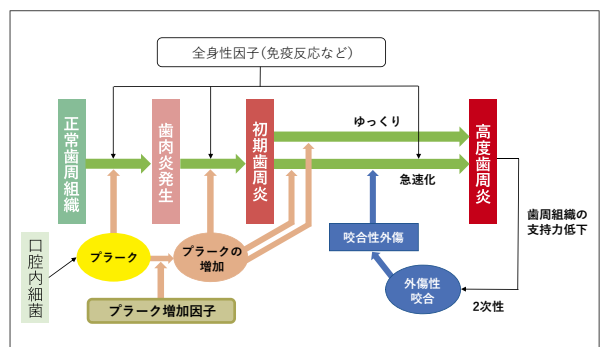 全身性因子（免疫反応など）
正常歯周組織
歯肉炎発生
初期歯周炎
ゆっくり
急速化
高度歯周炎
歯周組織の
支持力低下
口腔内細菌
プラーク
プラークの
増加
プラーク増加因子
咬合性外傷
外傷性
咬合
2次性